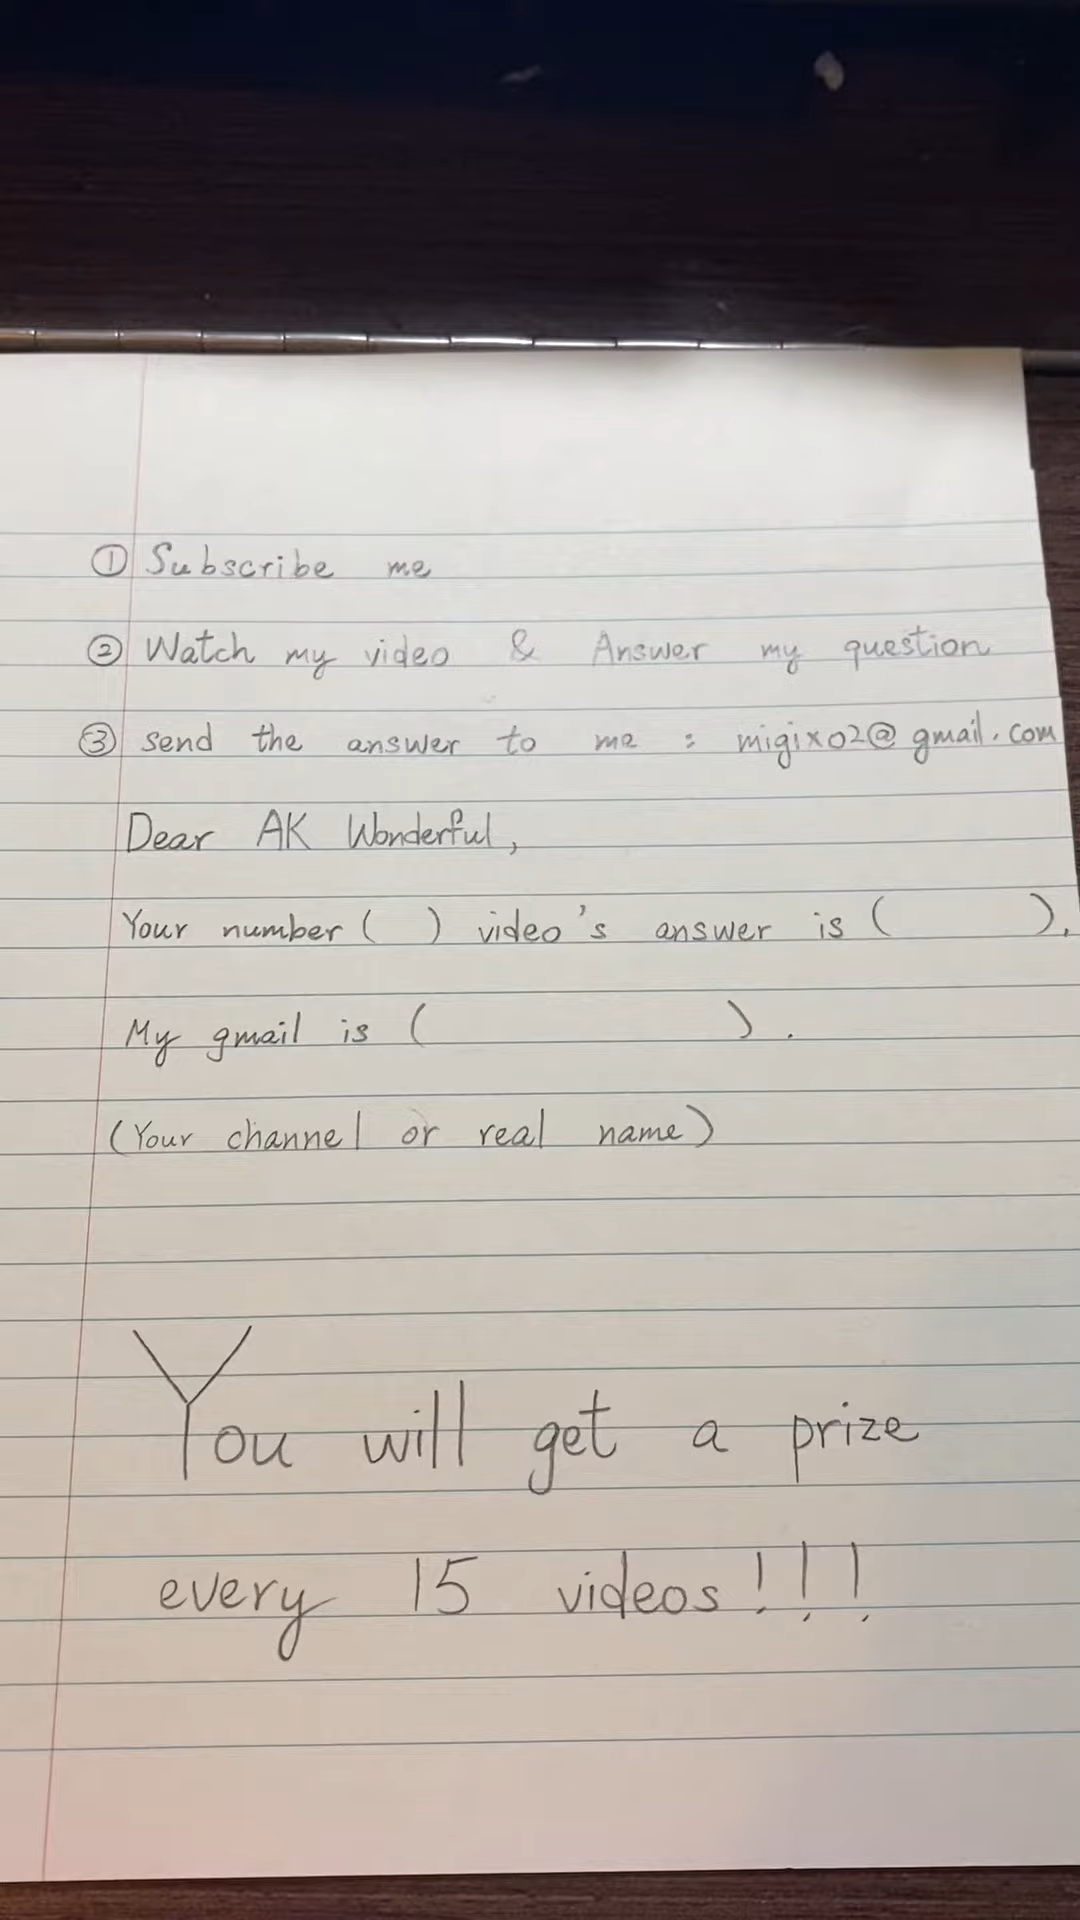 ① Subscribe me
② Watch my video & Answer my question
③ send the answer to me : migixo2@gmail.com
Dear AK Wonderful,
Your number ( ) video's answer is ( ).
My gmail is ( ).
(Your channel or real name)
You will get a prize
every 15 videos!!!